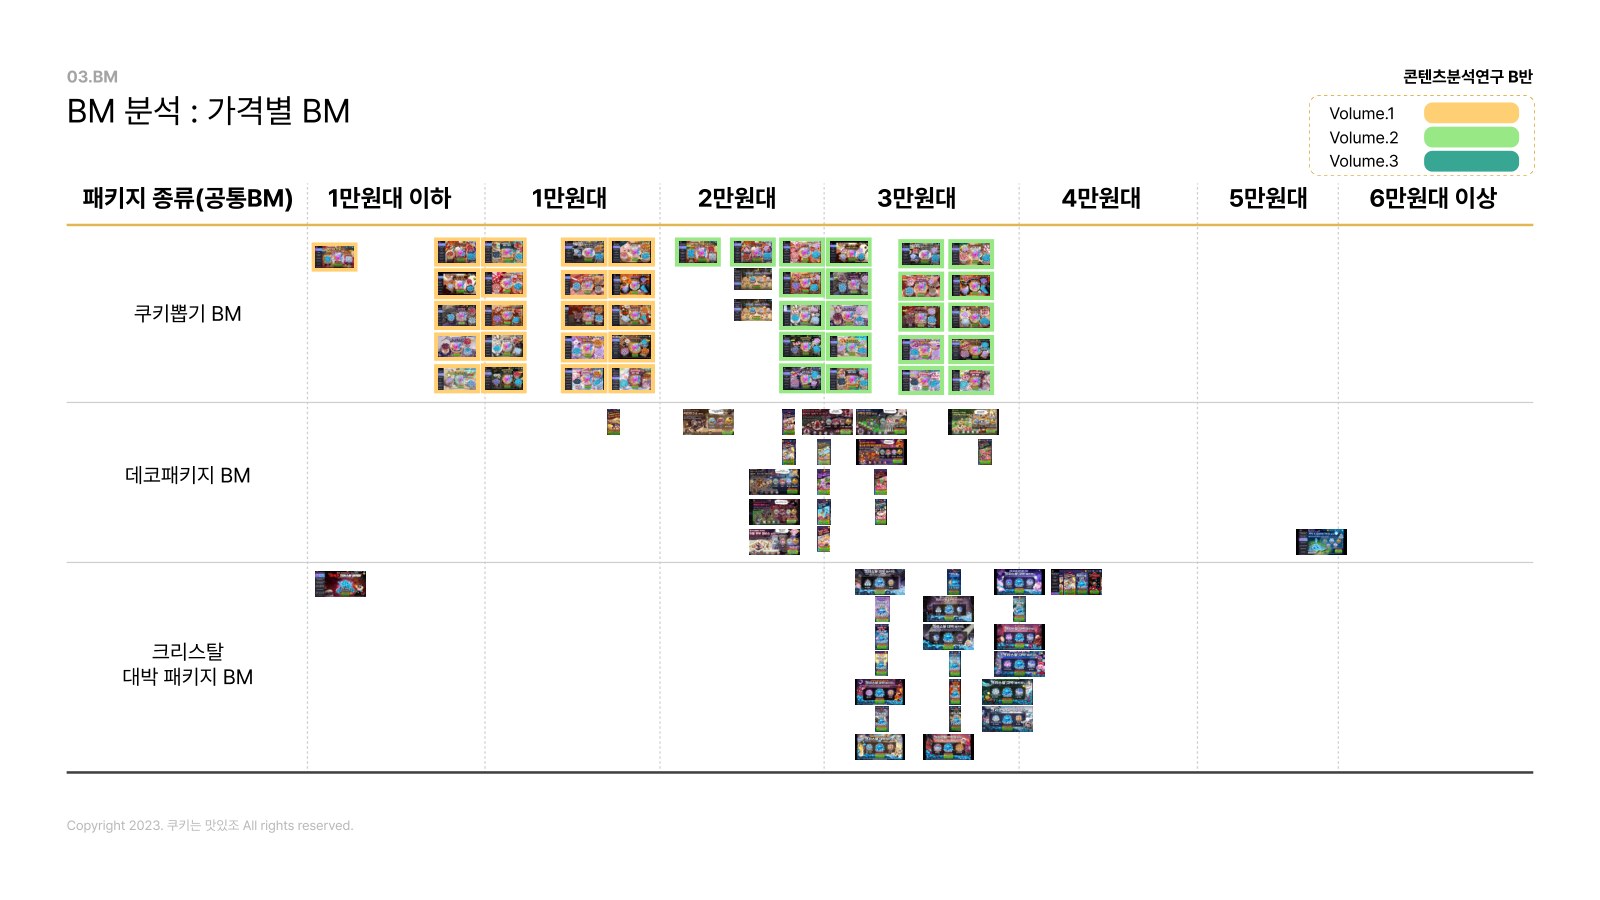 03.BM
BM 분석 : 가격별 BM
콘텐츠분석연구 B반
Volume.1
Volume.2
Volume.3
패키지 종류(공통BM)
1만원대 이하
1만원대
2만원대
3만원대
4만원대
5만원대
6만원대 이상
쿠키뽑기 BM
데코패키지 BM
크리스탈
대박 패키지 BM
Copyright 2023. 쿠키는 맛있조 All rights reserved.